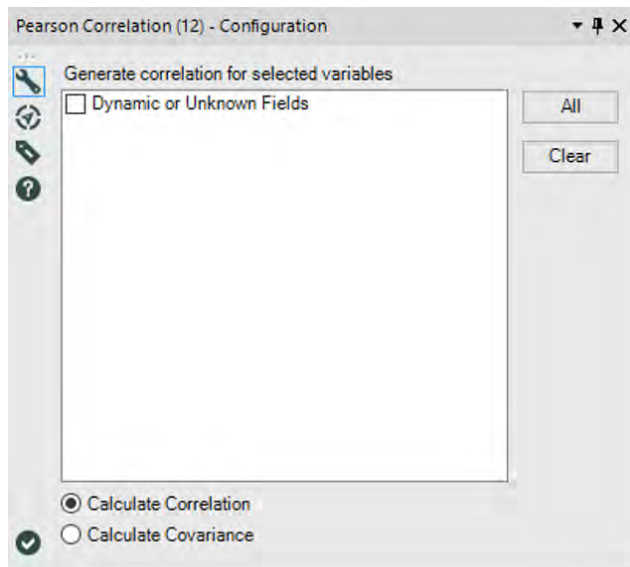 Pearson Correlation (12) - Configuration
Generate correlation for selected variables
Dynamic or Unknown Fields
All
Clear
Calculate Correlation
Calculate Covariance